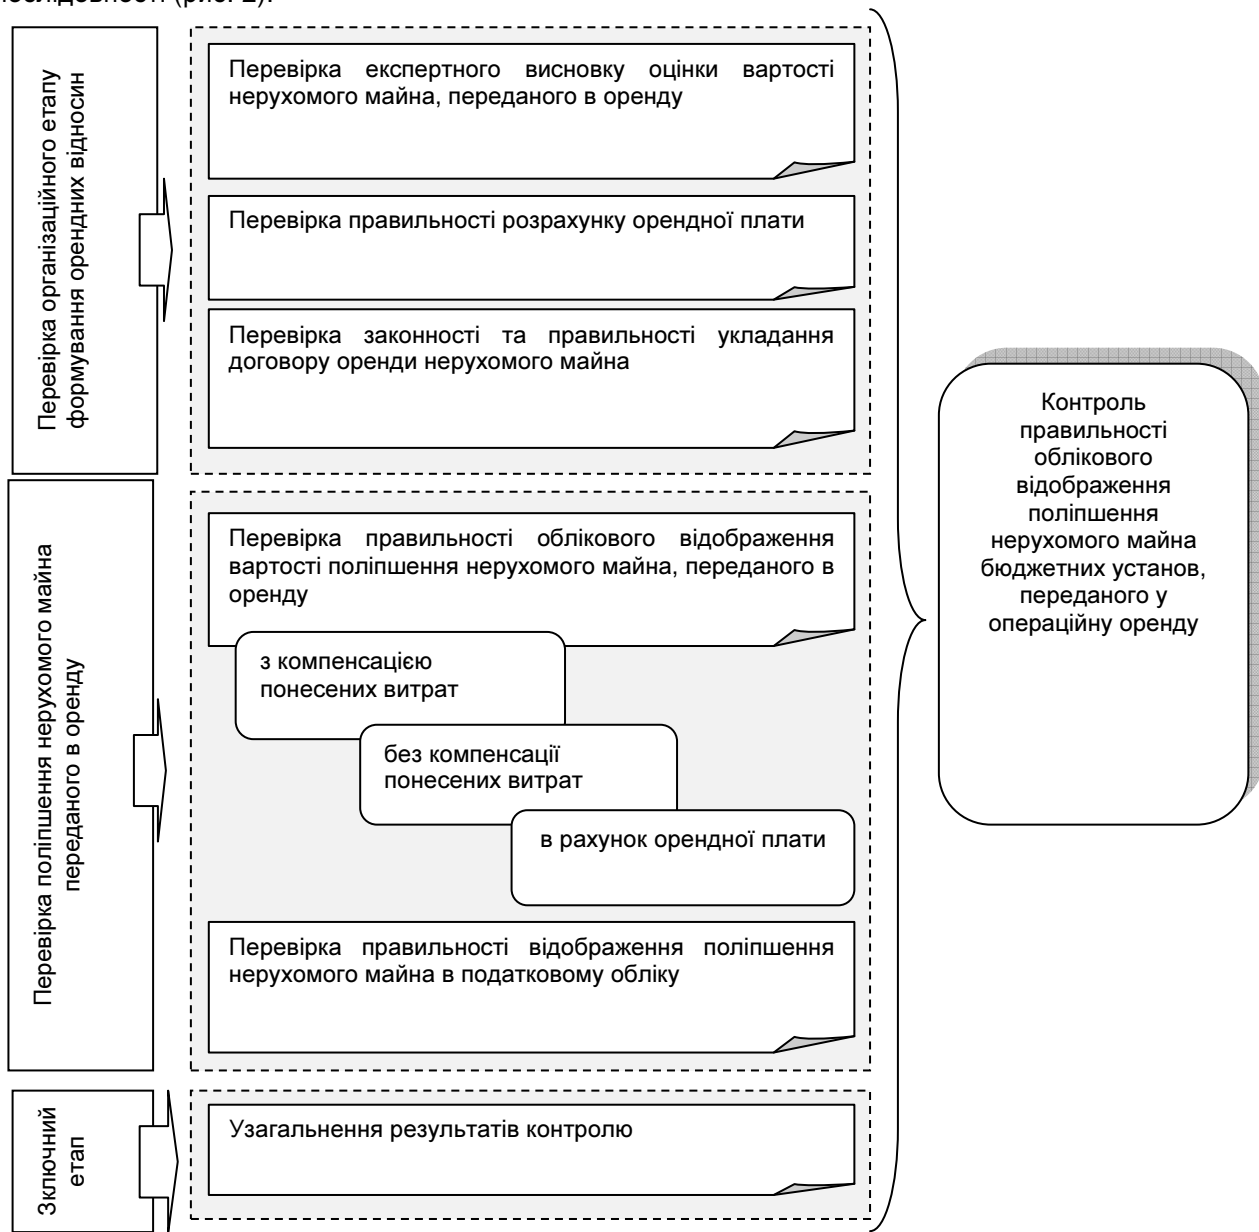 послідовності (рис. 2).
Перевірка організаційного етапу
формування орендних відносин
Перевірка експертного висновку оцінки вартості
нерухомого майна, переданого в оренду
Перевірка правильності розрахунку орендної плати
Перевірка законності та правильності укладання
договору оренди нерухомого майна
Перевірка поліпшення нерухомого майна
переданого в оренду
Перевірка правильності облікового відображення
вартості поліпшення нерухомого майна, переданого в
оренду
з компенсацією
понесених витрат
без компенсації
понесених витрат
в рахунок орендної плати
Перевірка правильності відображення поліпшення
нерухомого майна в податковому обліку
Зключний
етап
Узагальнення результатів контролю
Контроль
правильності
облікового
відображення
поліпшення
нерухомого майна
бюджетних установ,
переданого у
операційну оренду